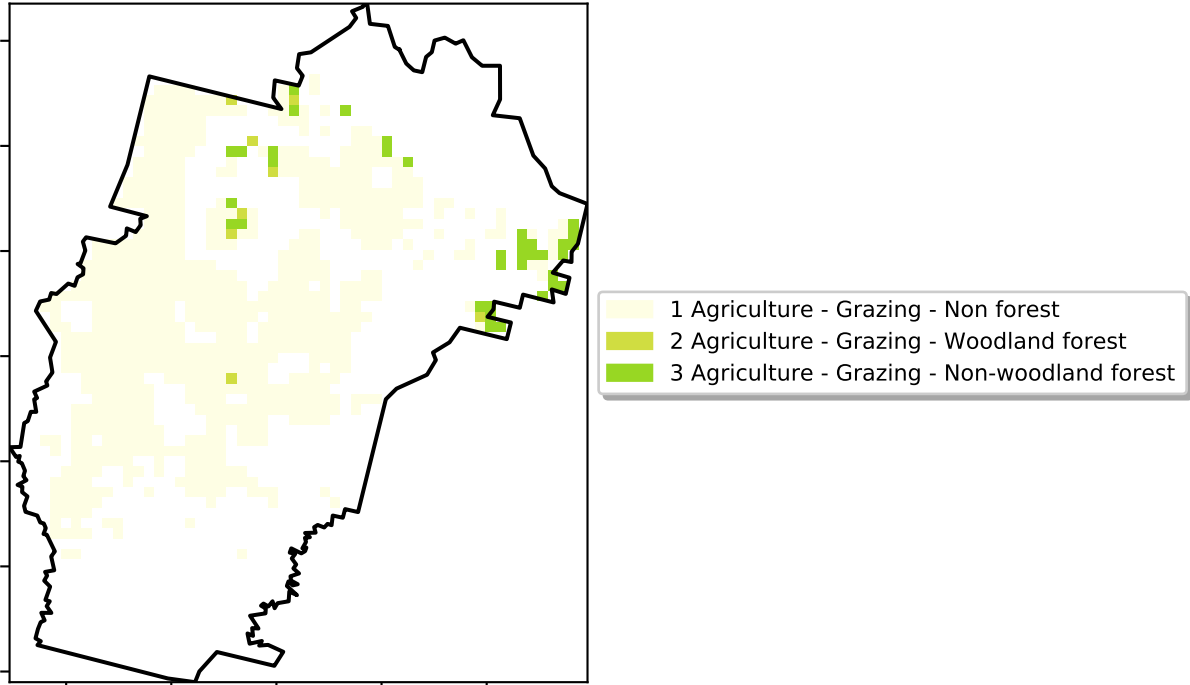 1 Agriculture - Grazing - Non forest
2 Agriculture - Grazing - Woodland forest
3 Agriculture - Grazing - Non-woodland forest